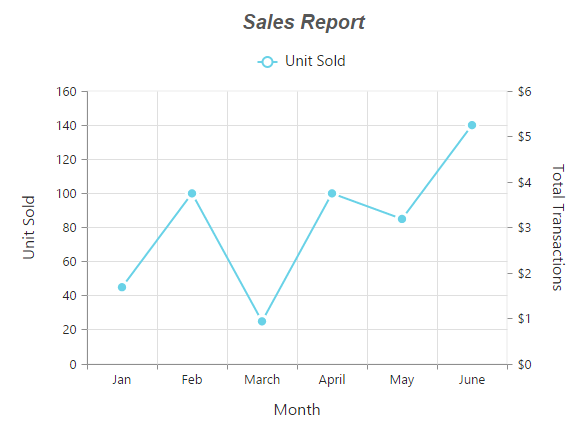 Sales Report
Unit Sold
Unit Sold
160
140
120
100
80
60
40
20
0
$6
$5
$4
$3
$2
$1
$0
Total Transactions
Jan Feb March April May June
Month